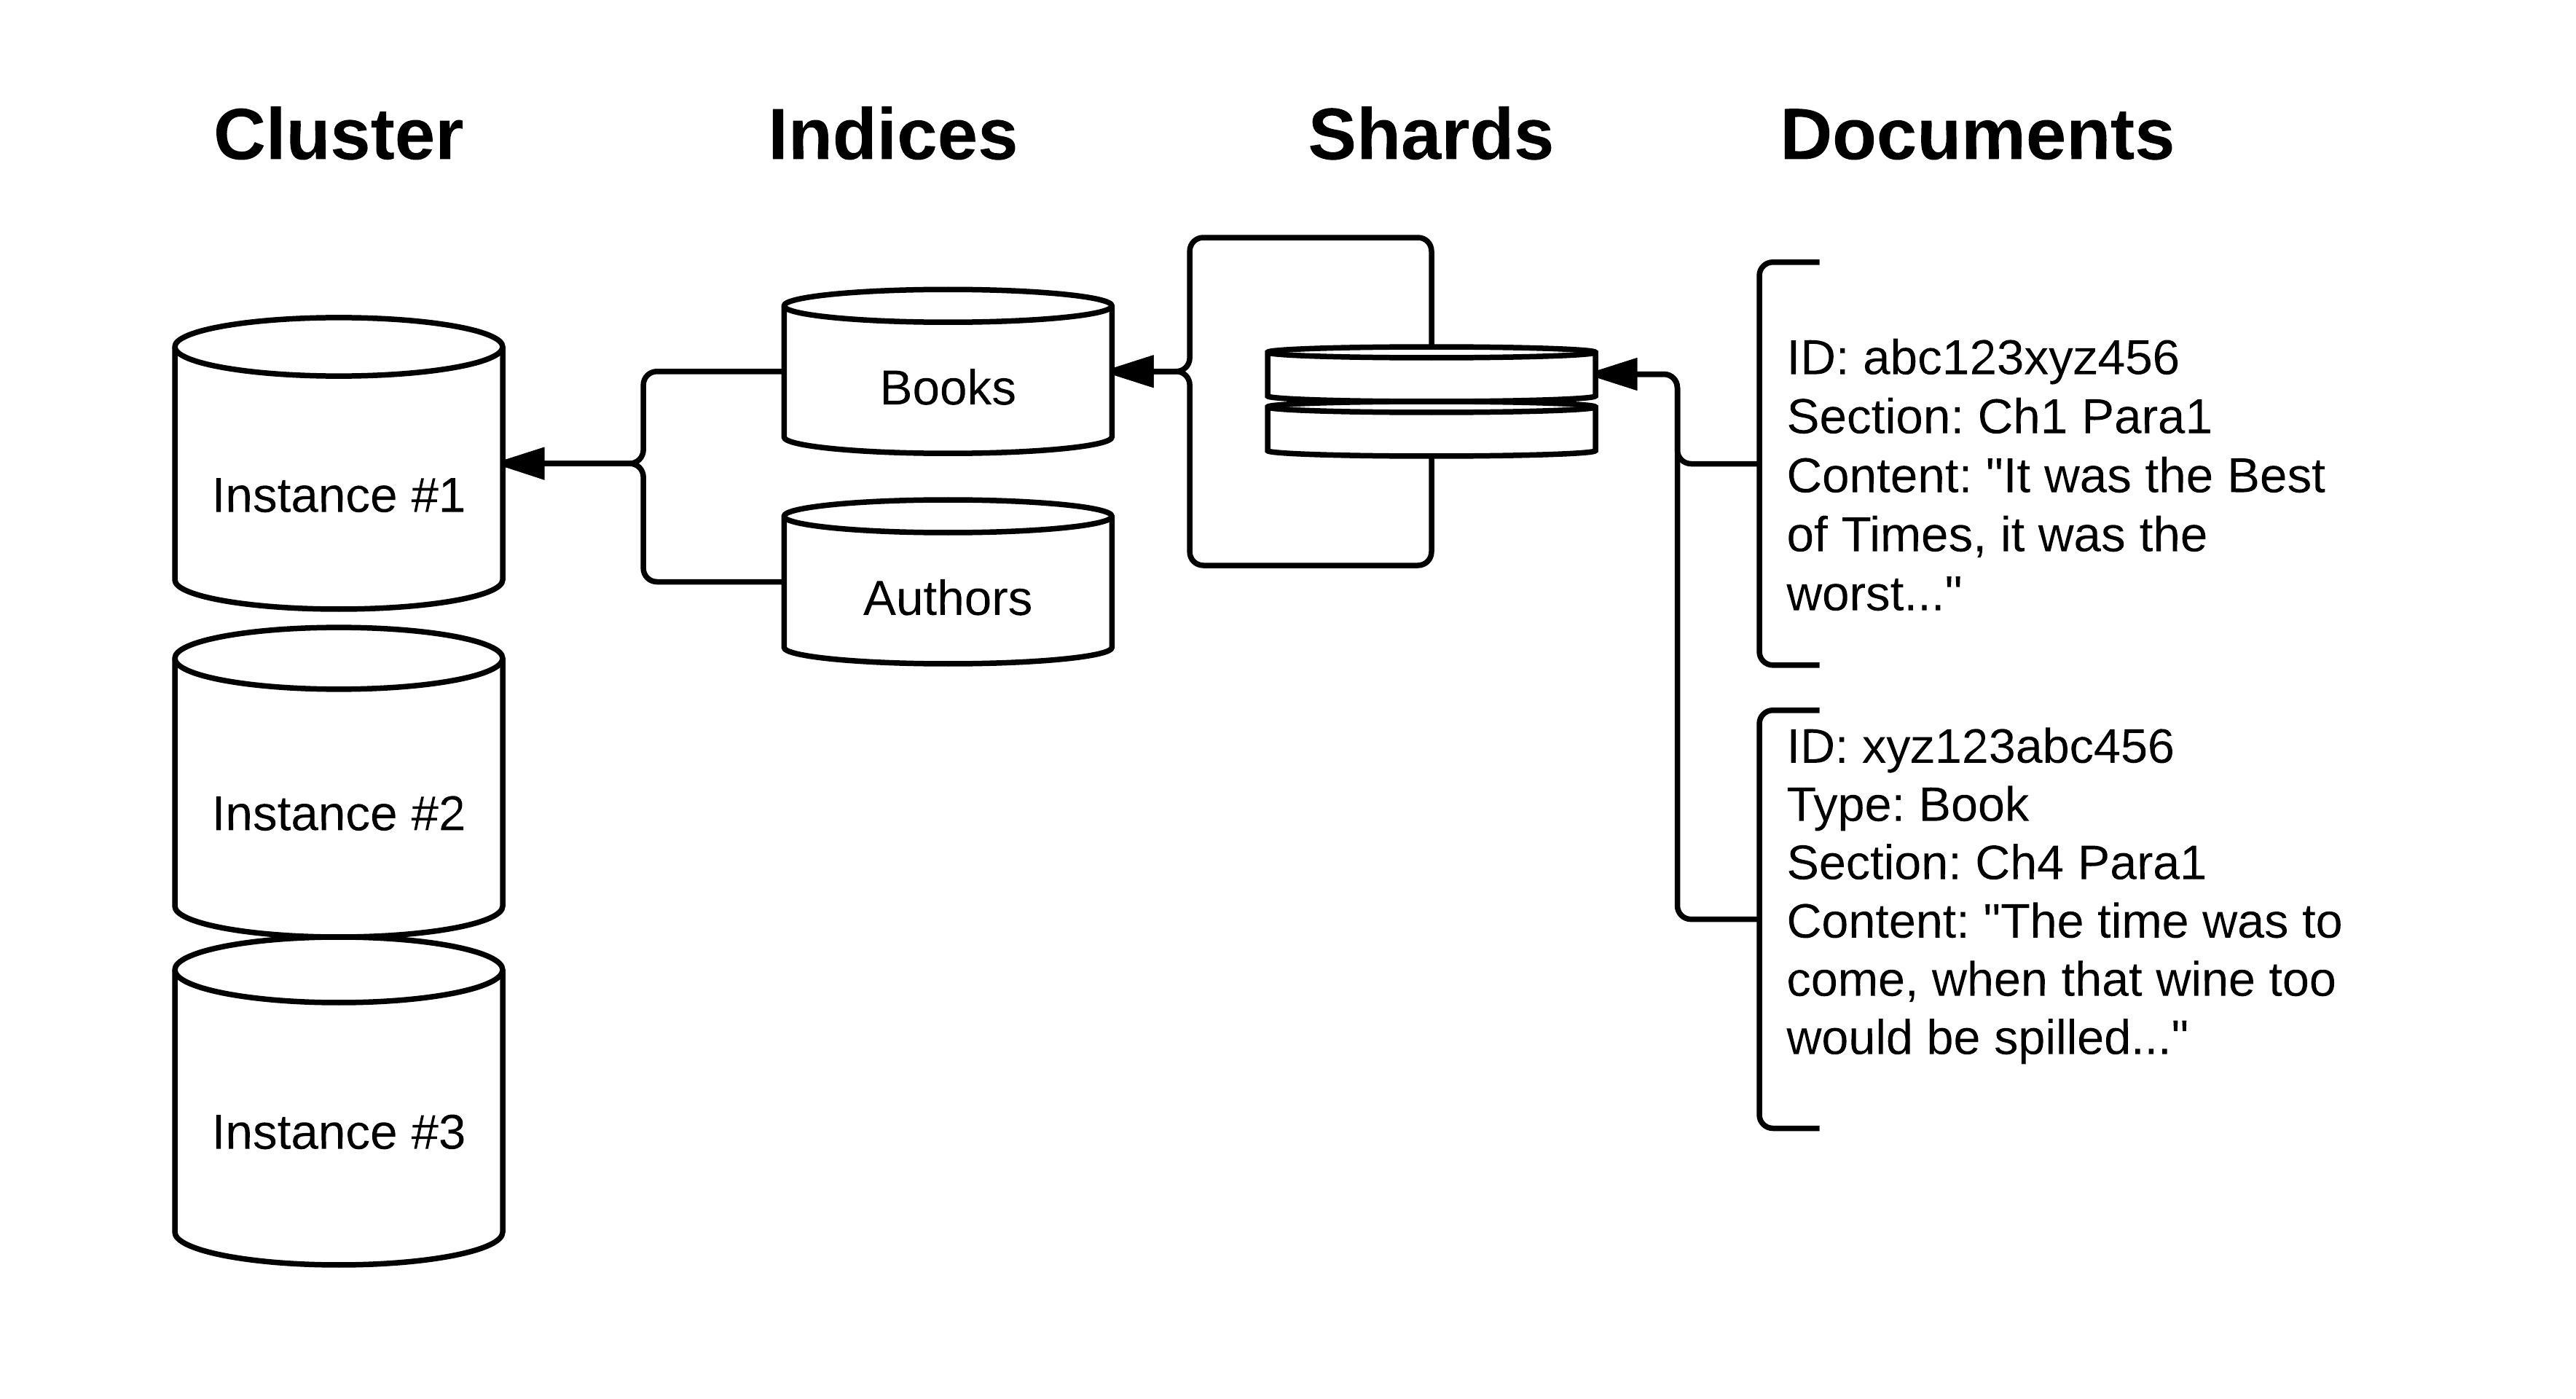 Cluster
Indices
Shards
Documents
Instance #1
Instance #2
Instance #3
Books
Authors
ID: abc123xyz456
Section: Ch1 Para1
Content: "It was the Best
of Times, it was the
worst..."
ID: xyz123abc456
Type: Book
Section: Ch4 Para1
Content: "The time was to
come, when that wine too
would be spilled..."